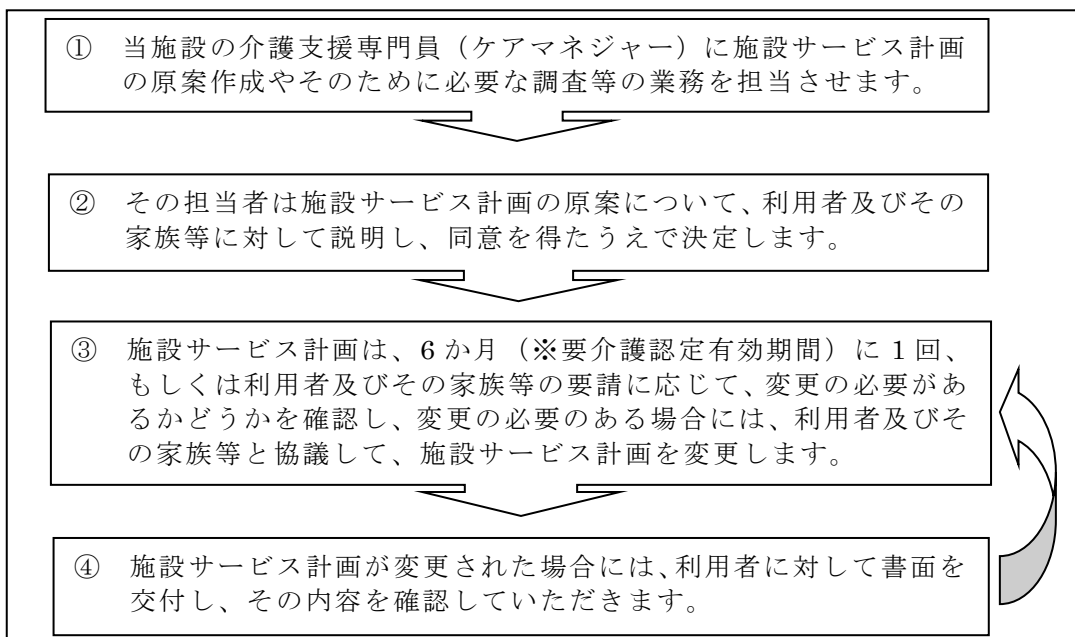 ① 当施設の介護支援専門員（ケアマネジャー）に施設サービス計画
の原案作成やそのために必要な調査等の業務を担当させます。
② その担当者は施設サービス計画の原案について、利用者及びその
家族等に対して説明し、同意を得たうえで決定します。
③ 施設サービス計画は、6 か月（※要介護認定有効期間）に 1 回、
もしくは利用者及びその家族等の要請に応じて、変更の必要があ
るかどうかを確認し、変更の必要のある場合には、利用者及びそ
の家族等と協議して、施設サービス計画を変更します。
④ 施設サービス計画が変更された場合には、利用者に対して書面を
交付し、その内容を確認していただきます。